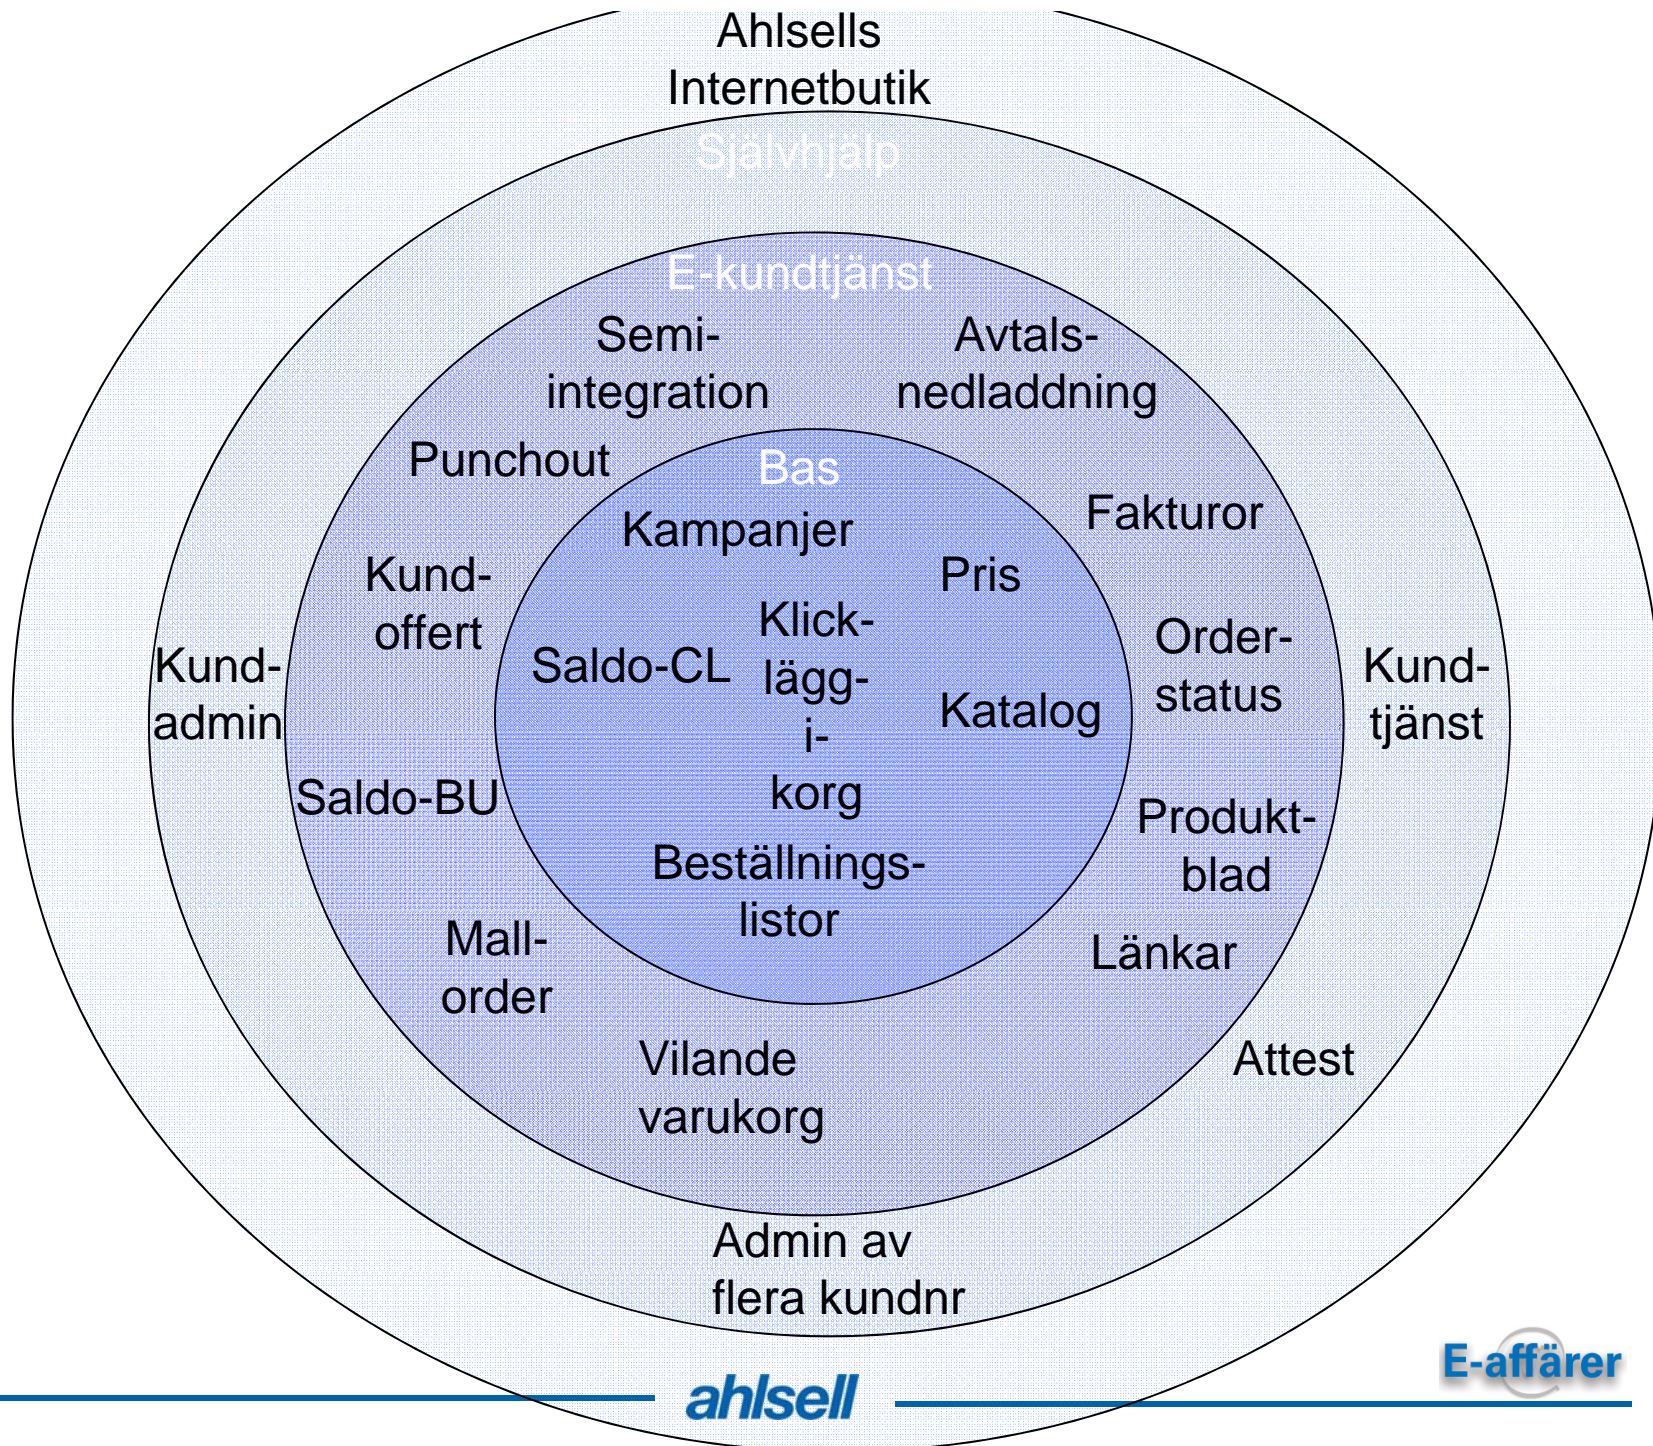 Ahlsells
Internetbutik
Självhjälp
E-kundtjänst
Semi-
integration
Avtals-
nedladdning
Punchout
Bas
Kampanjer
Fakturor
Pris
Kund-
offert
Klick-
lägg-
i-
korg
Saldo-CL
Order-
status
Kund-
admin
Kund-
tjänst
Katalog
Saldo-BU
Produkt-
blad
Beställnings-
listor
Mall-
order
Länkar
Vilande
varukorg
Attest
Admin av
flera kundnr
E-affärer
ahlsell